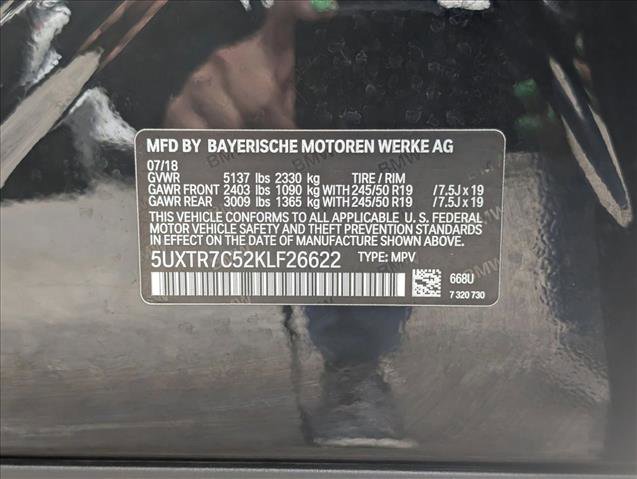 MFD BY BAYERISCHE MOTOREN WERKE AG
07/18
GVWR 5137 lbs 2330 kg TIRE / RIM
GAWR FRONT 2403 lbs 1090 kg WITH 245/50 R19 /7.5J x 19
GAWR REAR 3009 lbs 1365 kg WITH 245/50 R19 /7.5J x 19
THIS VEHICLE CONFORMS TO ALL APPLICABLE U. S. FEDERAL
MOTOR VEHICLE SAFETY AND THEFT PREVENTION STANDARDS
IN EFFECT ON THE DATE OF MANUFACTURE SHOWN ABOVE.
5UXTR7C52KLF26622 TYPE: MPV
668U
7 320 730